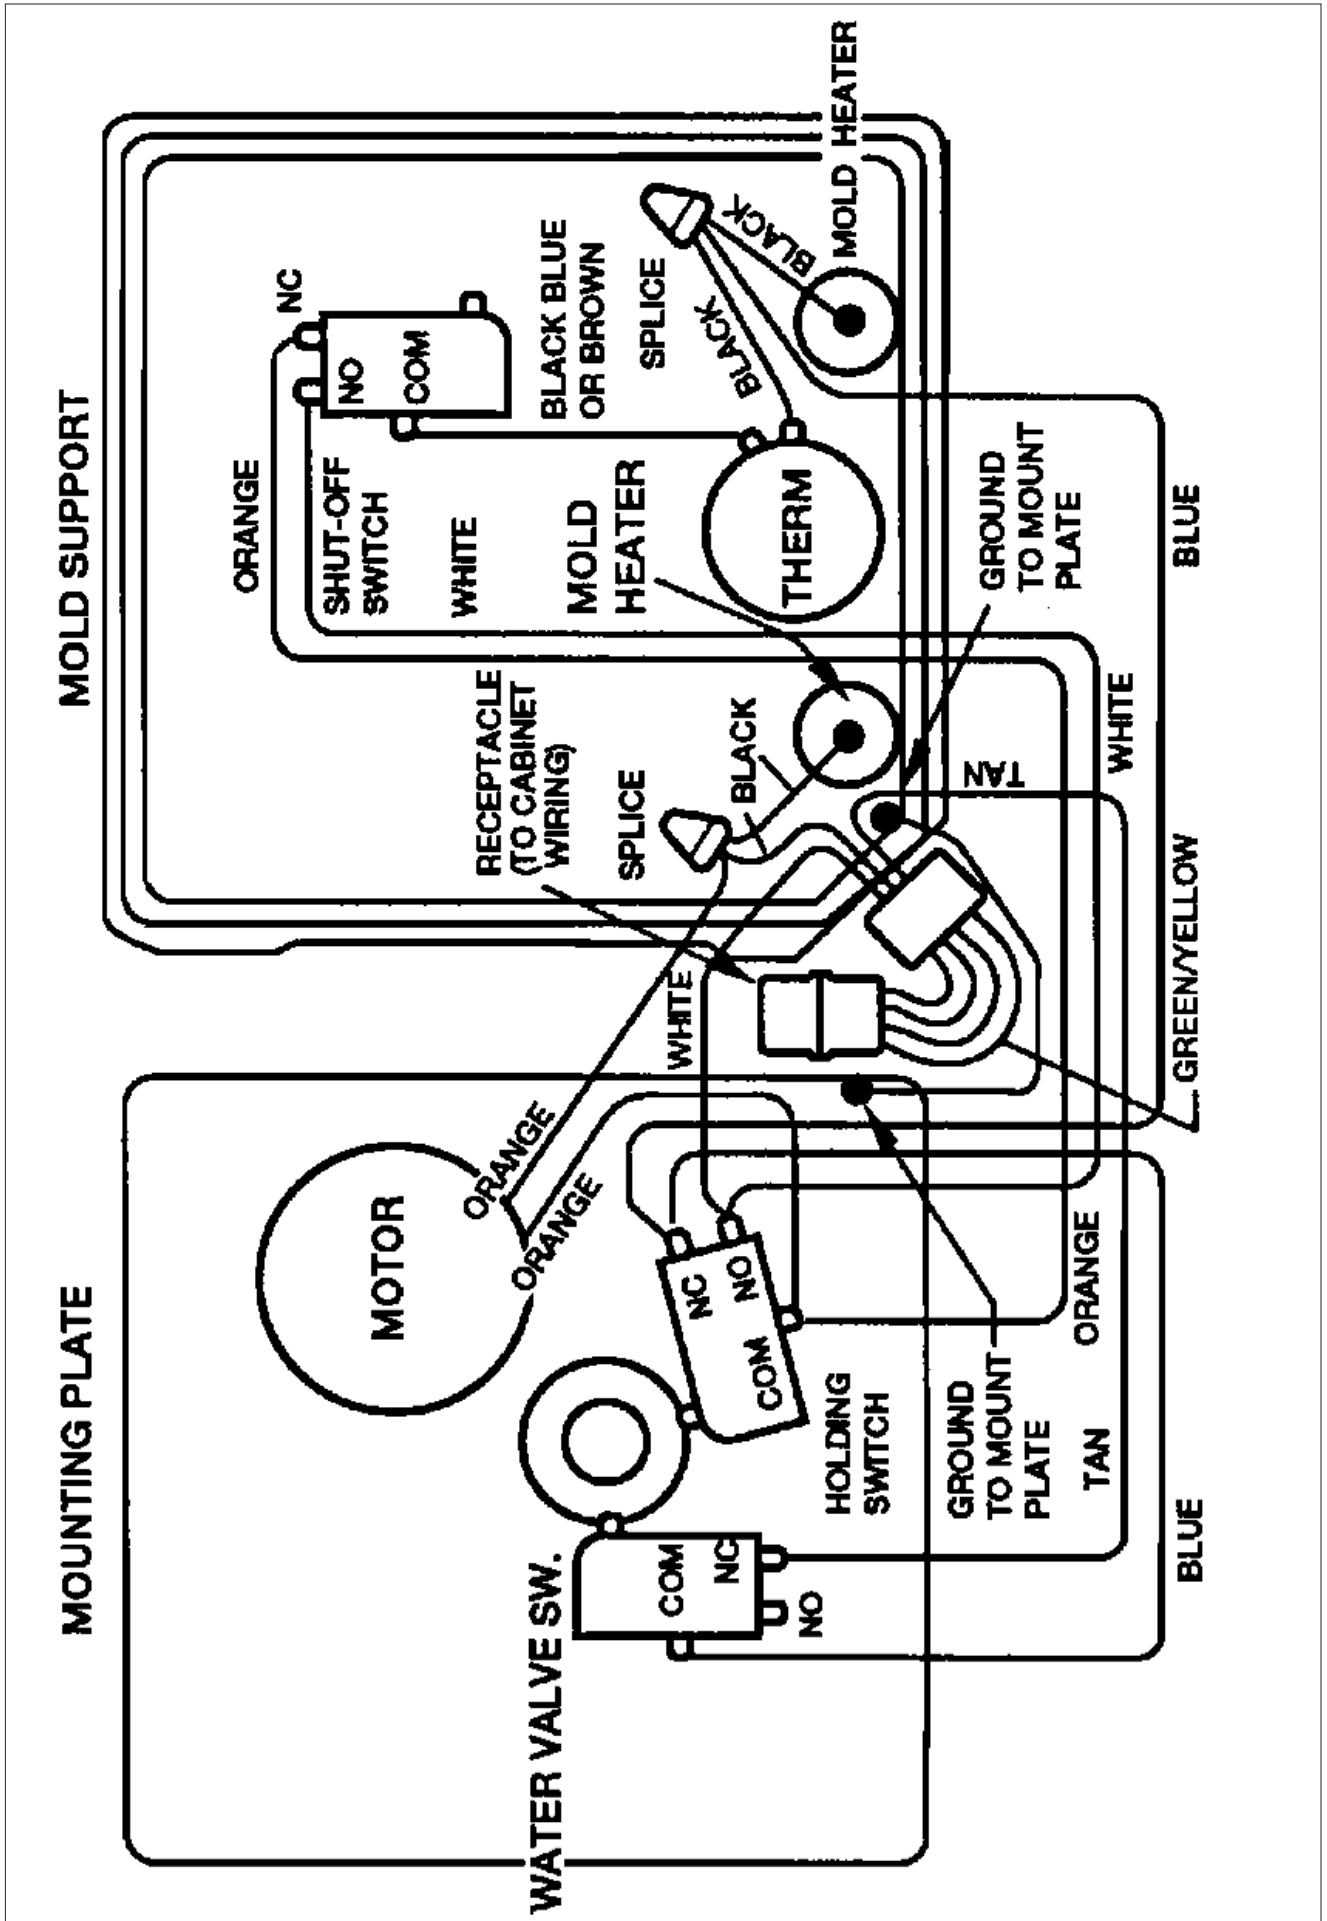 MOUNTING PLATE
MOLD SUPPORT
MOTOR
ORANGE
ORANGE
WATER VALVE SW.
COM
NC
NO
NC
NO
COM
HOLDING
SWITCH
GROUND
TO MOUNT
PLATE
TAN
BLUE
ORANGE
WHITE
GREEN/YELLOW
RECEPTACLE
(TO CABINET
WIRING)
SPLICE
BLACK
TAN
WHITE
BLUE
ORANGE
SHUT-OFF
SWITCH
WHITE
NC
NO
COM
MOLD
HEATER
THERM
BLACK BLUE
OR BROWN
SPLICE
BLACK
BLACK
MOLD HEATER
GROUND
TO MOUNT
PLATE